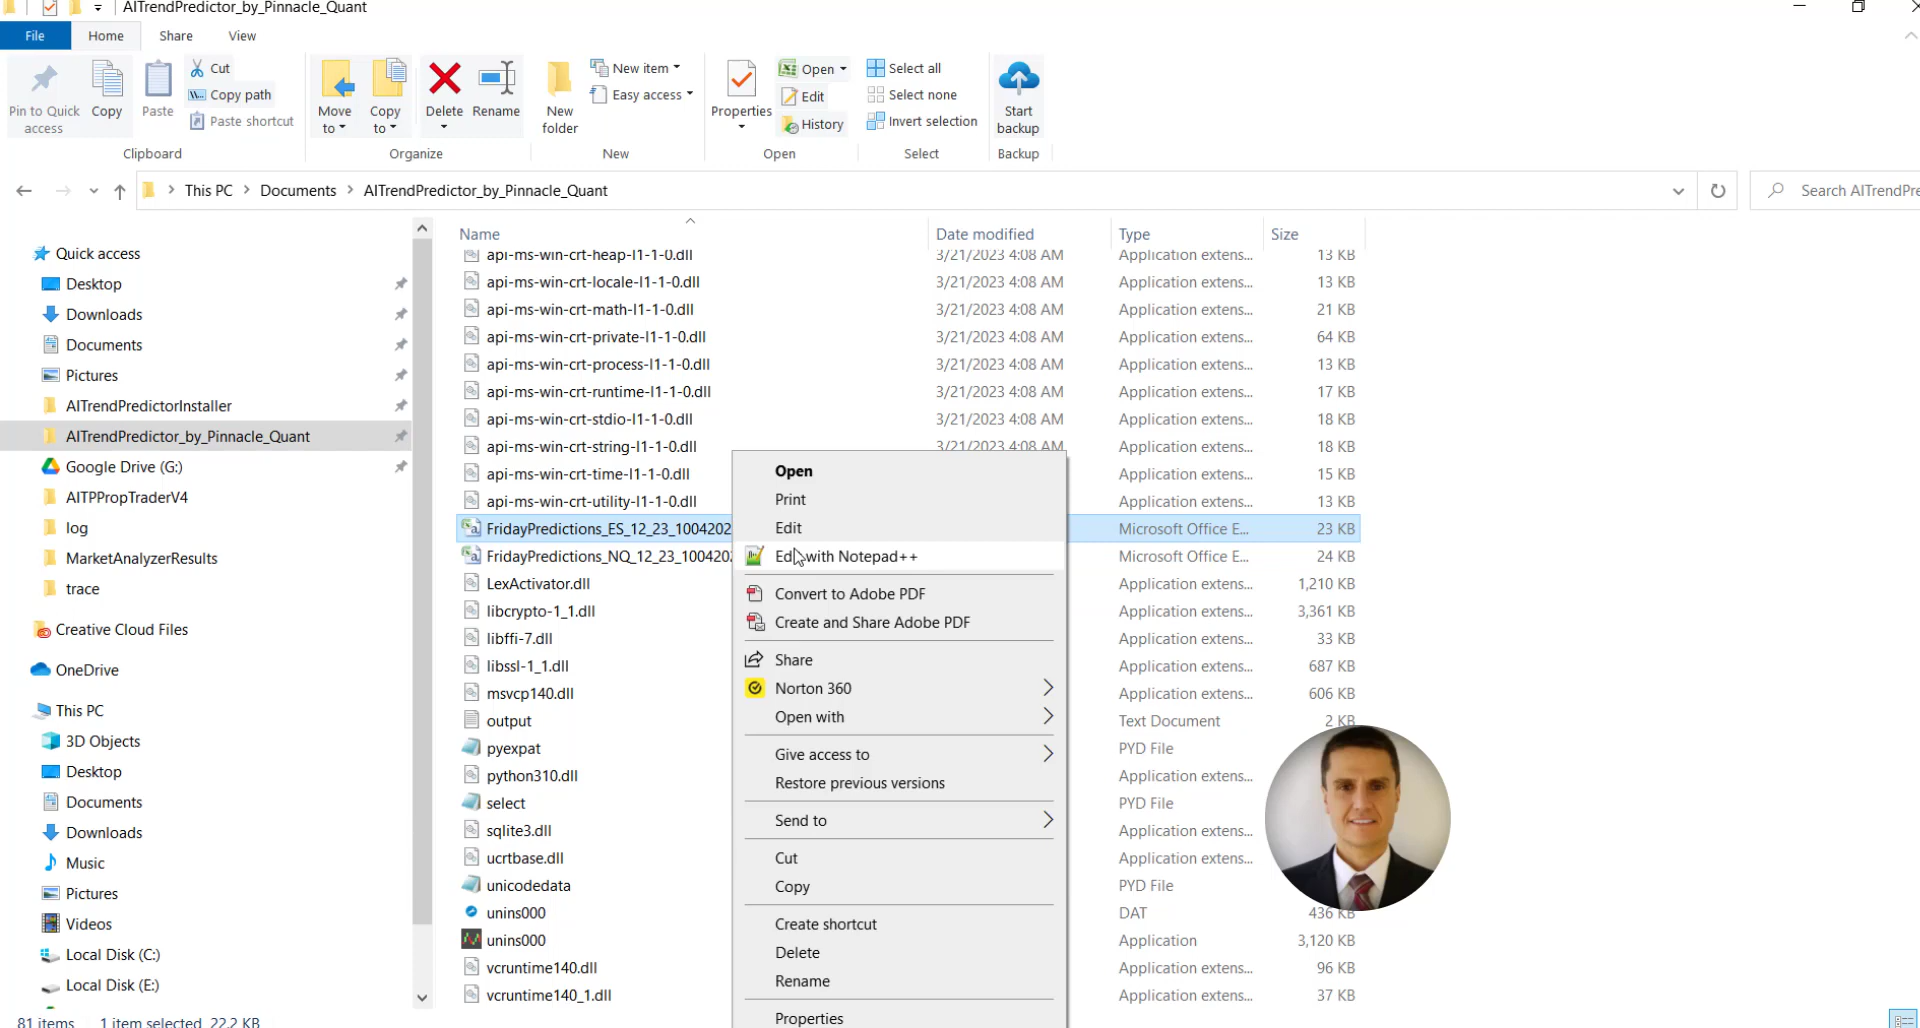 AITrendPredictor_by_Pinnacle_Quant
File
Home
Share
View
Pin to Quick
access
Copy
Paste
Cut
Copy path
Paste shortcut
Move
to
Copy
to
Delete
Rename
New
folder
New item
Easy access
Properties
Open
Edit
History
Select all
Select none
Invert selection
Start
backup
Clipboard
Organize
New
Open
Select
Backup
This PC
Documents
AITrendPredictor_by_Pinnacle_Quant
Search AITrendPre
Quick access
Desktop
Downloads
Documents
Pictures
AITrendPredictorInstaller
AITrendPredictor_by_Pinnacle_Quant
Google Drive (G:)
AITPPropTraderV4
log
MarketAnalyzerResults
trace
Creative Cloud Files
OneDrive
This PC
3D Objects
Desktop
Documents
Downloads
Music
Pictures
Videos
Local Disk (C:)
Local Disk (E:)
Name Date modified Type Size
api-ms-win-crt-heap-l1-1-0.dll 3/21/2023 4:08 AM Application extens... 13 KB
api-ms-win-crt-locale-l1-1-0.dll 3/21/2023 4:08 AM Application extens... 13 KB
api-ms-win-crt-math-l1-1-0.dll 3/21/2023 4:08 AM Application extens... 21 KB
api-ms-win-crt-private-l1-1-0.dll 3/21/2023 4:08 AM Application extens... 64 KB
api-ms-win-crt-process-l1-1-0.dll 3/21/2023 4:08 AM Application extens... 13 KB
api-ms-win-crt-runtime-l1-1-0.dll 3/21/2023 4:08 AM Application extens... 17 KB
api-ms-win-crt-stdio-l1-1-0.dll 3/21/2023 4:08 AM Application extens... 18 KB
api-ms-win-crt-string-l1-1-0.dll 3/21/2023 4:08 AM Application extens... 18 KB
api-ms-win-crt-time-l1-1-0.dll Application extens... 15 KB
api-ms-win-crt-utility-l1-1-0.dll Application extens... 13 KB
FridayPredictions_ES_12_23_1004202 Microsoft Office E... 23 KB
FridayPredictions_NQ_12_23_100420 Microsoft Office E... 24 KB
LexActivator.dll Application extens... 1,210 KB
libcrypto-1_1.dll Application extens... 3,361 KB
libffi-7.dll Application extens... 33 KB
libssl-1_1.dll Application extens... 687 KB
msvcp140.dll Application extens... 606 KB
output Text Document 2 KB
pyexpat PYD File
python310.dll Application extens...
select PYD File
sqlite3.dll Application extens...
ucrtbase.dll Application extens...
unicodedata PYD File
unins000 DAT 436 KB
unins000 Application 3,120 KB
vcruntime140.dll Application extens... 96 KB
vcruntime140_1.dll Application extens... 37 KB
Open
Print
Edit
Edit with Notepad++
Convert to Adobe PDF
Create and Share Adobe PDF
Share
Norton 360
Open with
Give access to
Restore previous versions
Send to
Cut
Copy
Create shortcut
Delete
Rename
Properties
81 items 1 item selected 22.2 KB